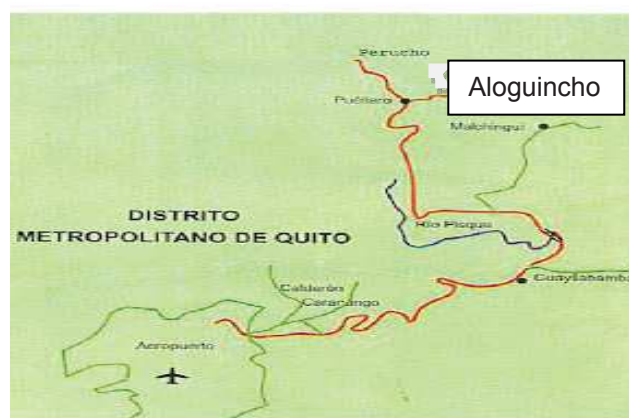 Perucho
Aloguincho
Puéllaro
Malchinguí
Río Pisque
DISTRITO
METROPOLITANO DE QUITO
Guayllabamba
Calderón
Carapungo
Aeropuerto